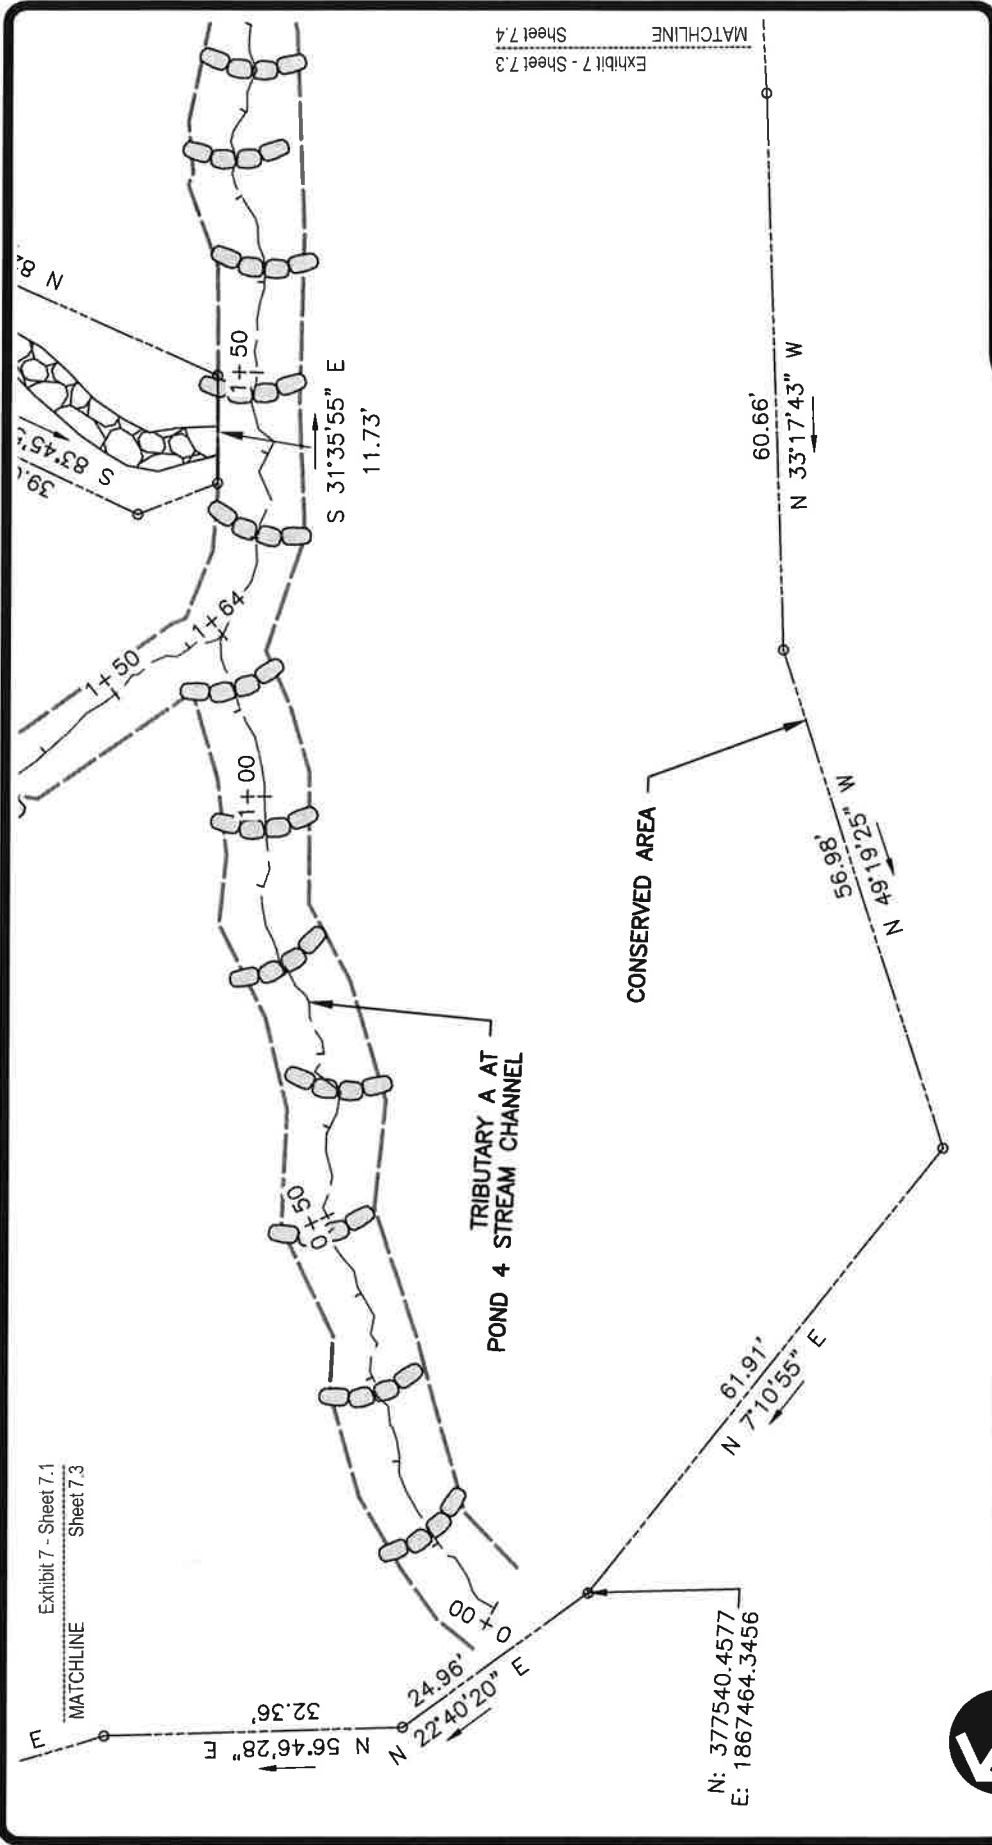 MATCHLINE
Sheet 7.4
Exhibit 7 - Sheet 7.3
N 8
S 83°45'
39.
1+50
S 31°35'55" E
11.73'
60.66'
N 33°17'43" W
1+50
1+64
1+00
CONSERVED AREA
56.98'
N 49°19'25" W
TRIBUTARY A AT
POND 4 STREAM CHANNEL
0+50
61.91'
N 7°10'55" E
Exhibit 7 - Sheet 7.1
MATCHLINE
Sheet 7.3
0+00
24.96'
N 22°40'20" E
32.36'
N 56°46'28" E
E
N: 377540.4577
E: 1867464.3456